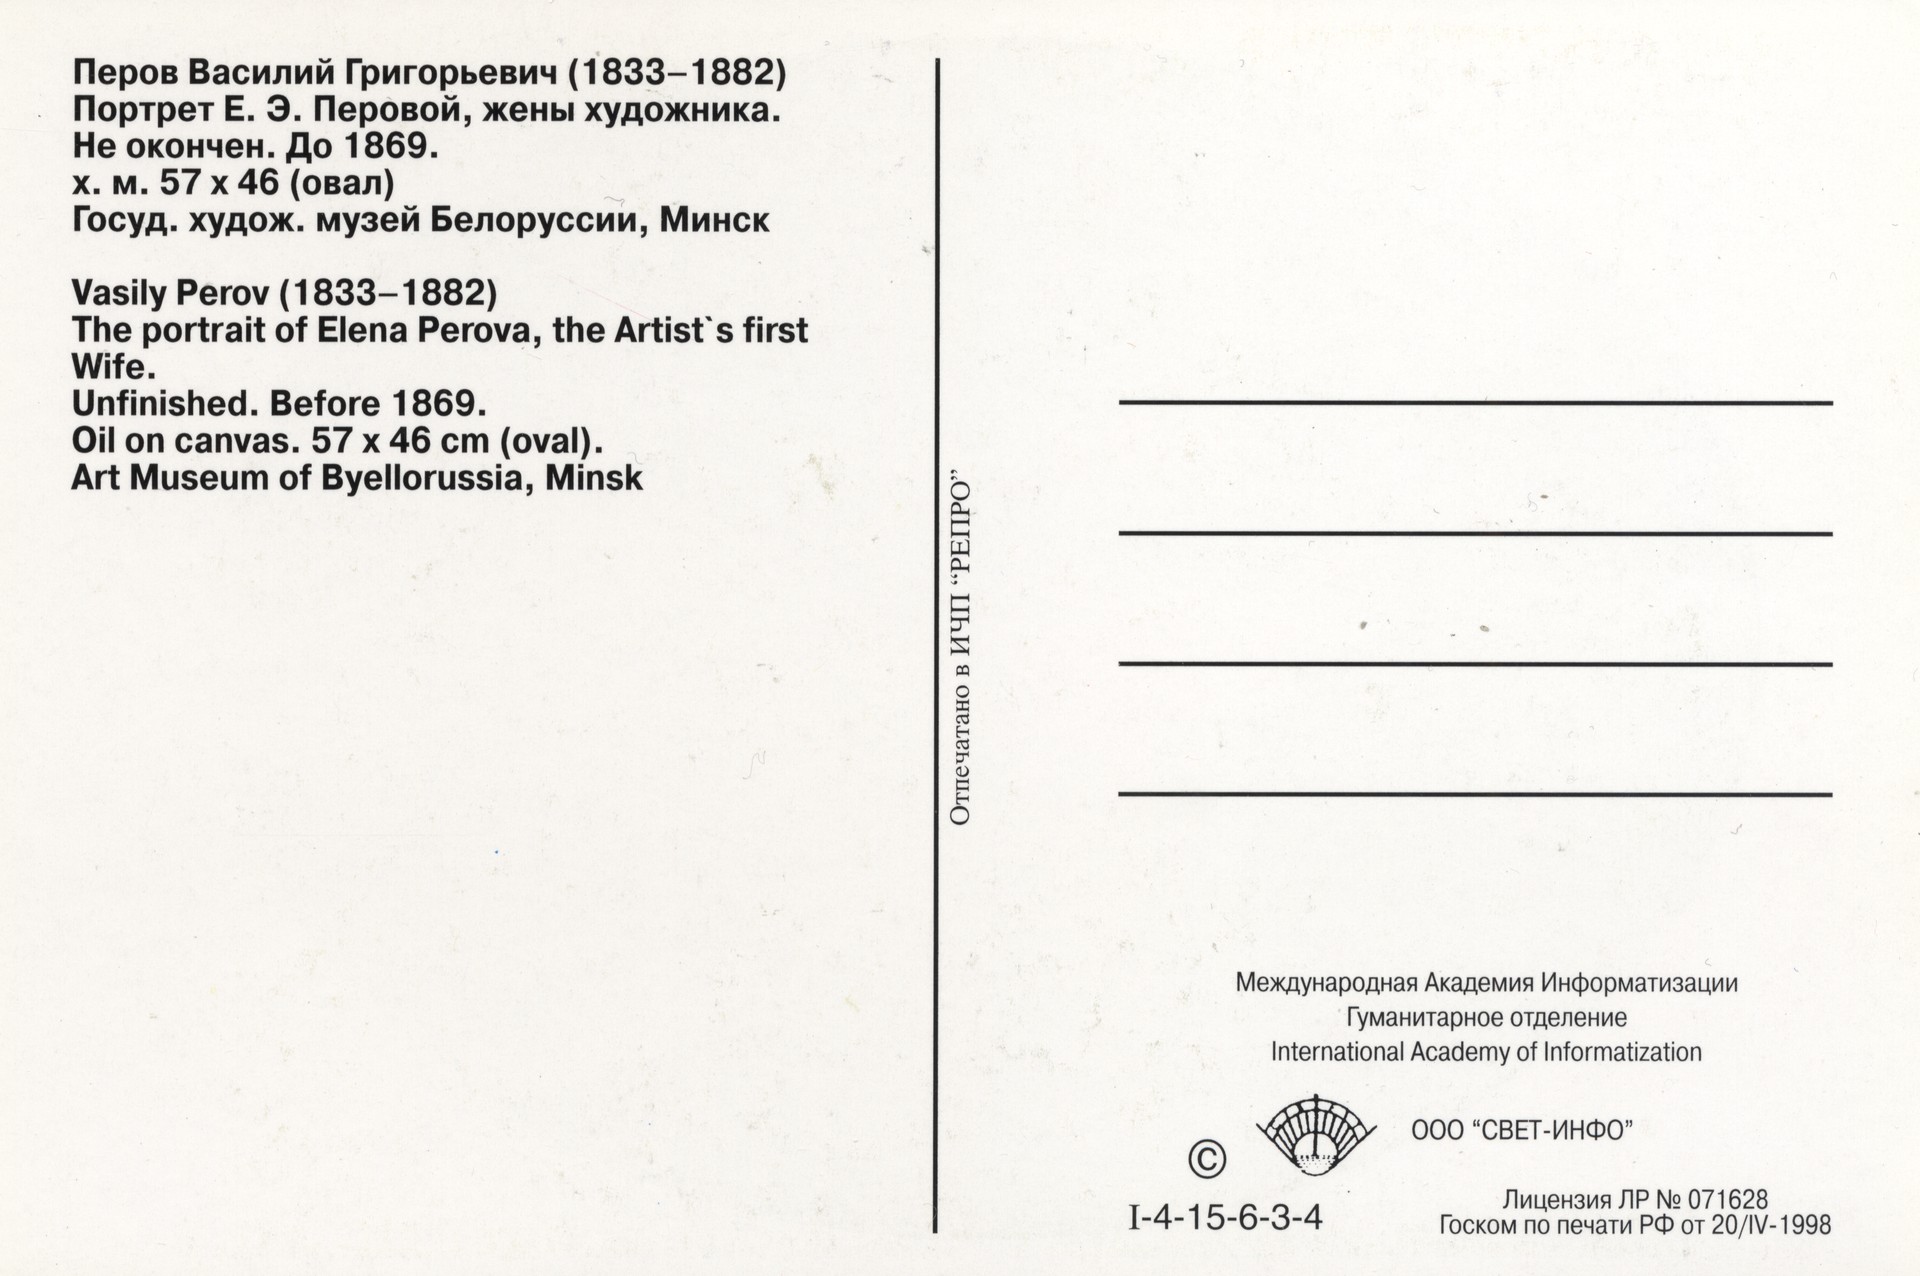 Перов Василий Григорьевич (1833–1882)
Портрет Е. Э. Перовой, жены художника.
Не окончен. До 1869.
х. м. 57 х 46 (овал)
Госуд. худож. музей Белоруссии, Минск
Vasily Perov (1833–1882)
The portrait of Elena Perova, the Artist`s first
Wife.
Unfinished. Before 1869.
Oil on canvas. 57 x 46 cm (oval).
Art Museum of Byellorussia, Minsk
Отпечатано в ИЧП “РЕПРО”
Международная Академия Информатизации
Гуманитарное отделение
International Academy of Informatization
ООО “СВЕТ-ИНФО”
©
I-4-15-6-3-4
Лицензия ЛР № 071628
Госком по печати РФ от 20/IV-1998